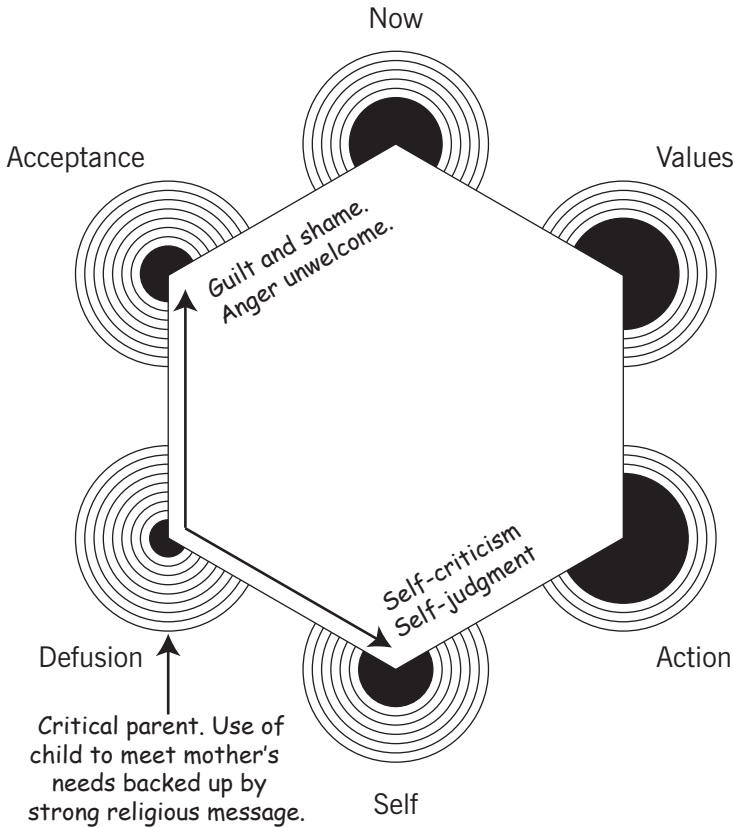 Now
Acceptance
Values
Guilt and shame.
Anger unwelcome.
Self-criticism
Self-judgment
Defusion
Action
Critical parent. Use of
child to meet mother's
needs backed up by
strong religious message.
Self